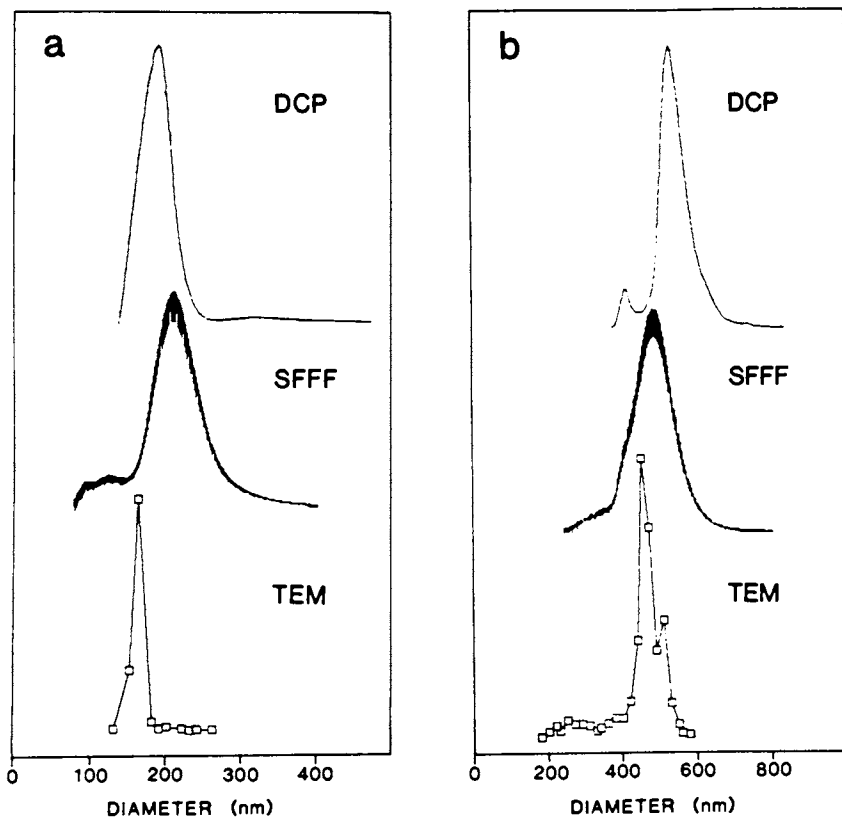 a
DCP
SFFF
TEM
0 100 200 300 400
DIAMETER (nm)
b
DCP
SFFF
TEM
0 200 400 600 800
DIAMETER (nm)